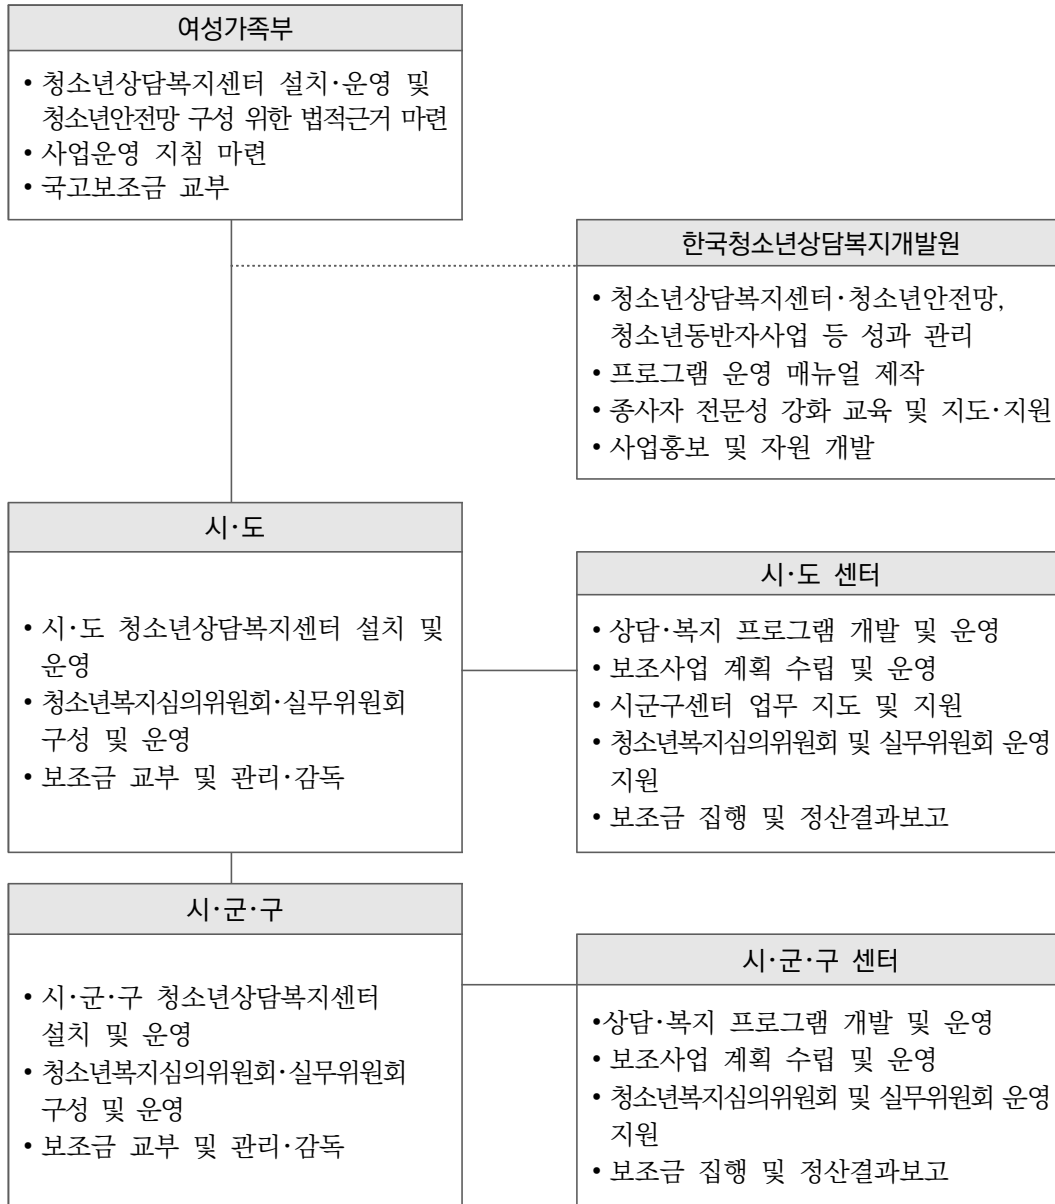 여성가족부
• 청소년상담복지센터 설치·운영 및
청소년안전망 구성 위한 법적근거 마련
• 사업운영 지침 마련
• 국고보조금 교부
한국청소년상담복지개발원
• 청소년상담복지센터·청소년안전망,
청소년동반자사업 등 성과 관리
• 프로그램 운영 매뉴얼 제작
• 종사자 전문성 강화 교육 및 지도·지원
• 사업홍보 및 자원 개발
시·도
• 시·도 청소년상담복지센터 설치 및
운영
• 청소년복지심의위원회·실무위원회
구성 및 운영
• 보조금 교부 및 관리·감독
시·도 센터
• 상담·복지 프로그램 개발 및 운영
• 보조사업 계획 수립 및 운영
• 시군구센터 업무 지도 및 지원
• 청소년복지심의위원회 및 실무위원회 운영
지원
• 보조금 집행 및 정산결과보고
시·군·구
• 시·군·구 청소년상담복지센터
설치 및 운영
• 청소년복지심의위원회·실무위원회
구성 및 운영
• 보조금 교부 및 관리·감독
시·군·구 센터
•상담·복지 프로그램 개발 및 운영
• 보조사업 계획 수립 및 운영
• 청소년복지심의위원회 및 실무위원회 운영
지원
• 보조금 집행 및 정산결과보고